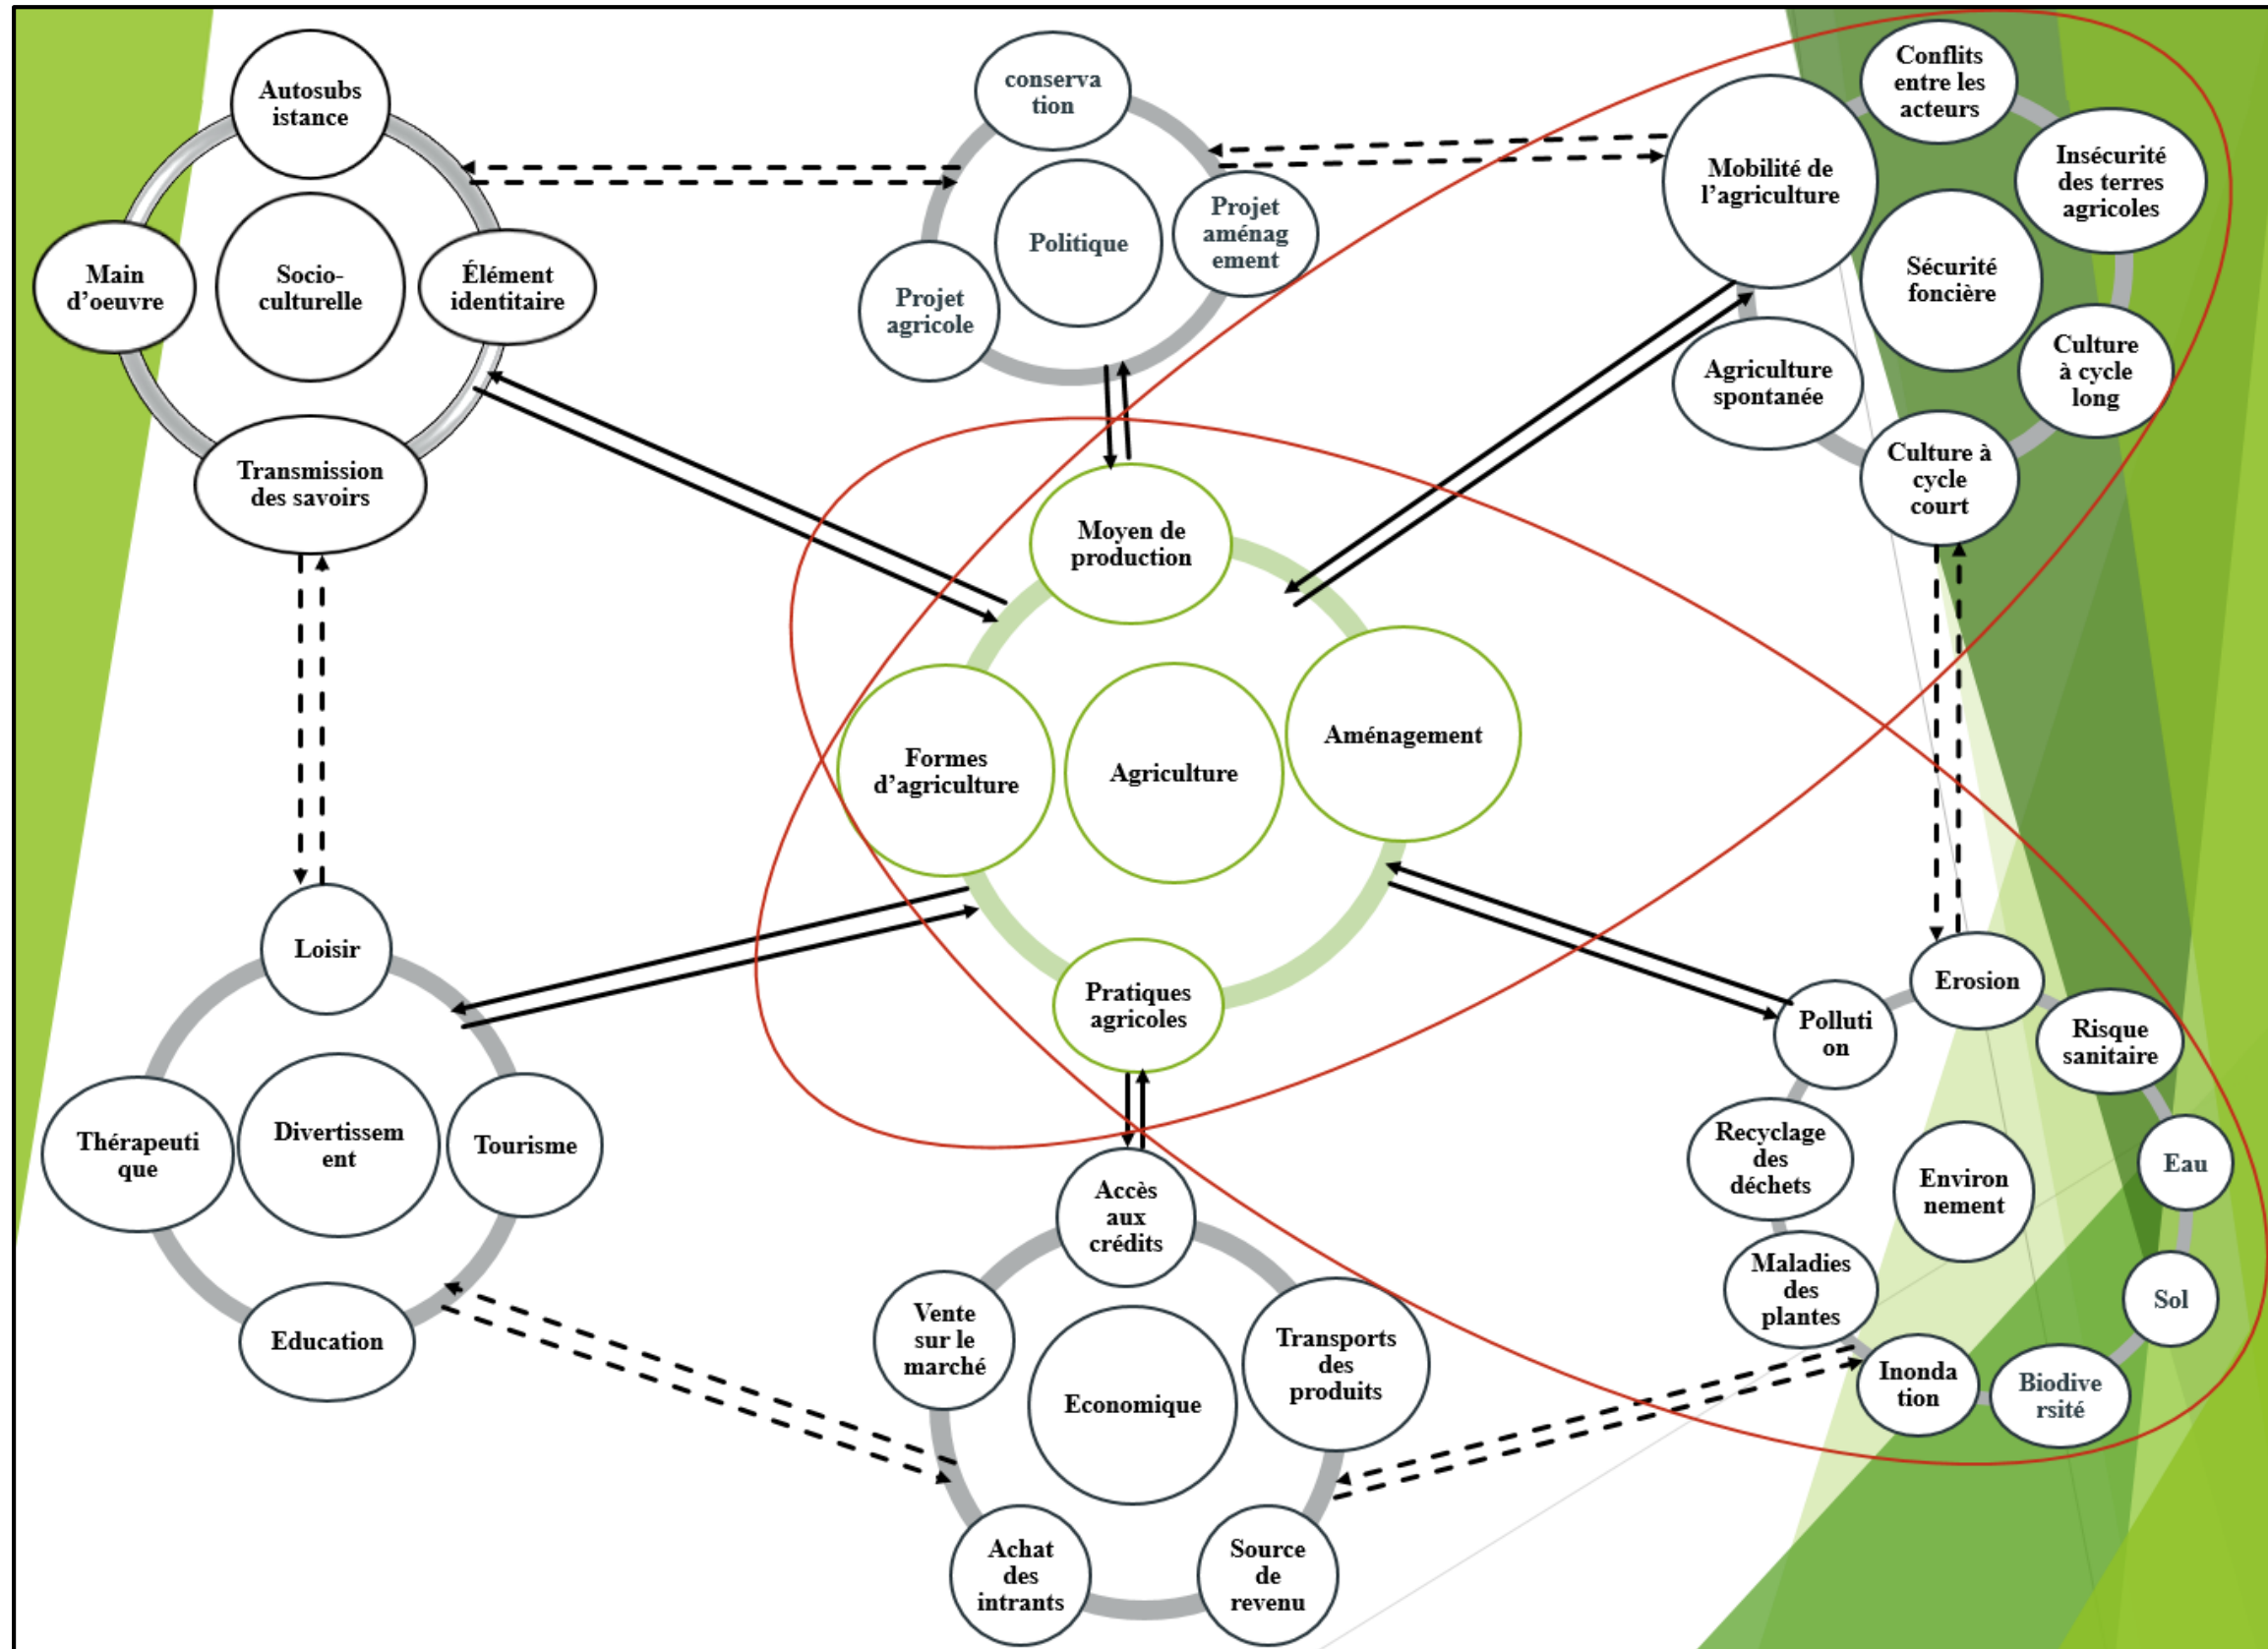 Autosubs
istance
Main
d'oeuvre
Socio-
culturelle
Élément
identitaire
Transmission
des savoirs
conserva
tion
Politique
Projet
aménag
ement
Projet
agricole
Conflits
entre les
acteurs
Mobilité de
l'agriculture
Insécurité
des terres
agricoles
Sécurité
foncière
Agriculture
spontanée
Culture
à cycle
long
Culture à
cycle
court
Moyen de
production
Formes
d'agriculture
Agriculture
Aménagement
Pratiques
agricoles
Loisir
Thérapeuti
que
Divertissem
ent
Tourisme
Education
Accès
aux
crédits
Vente
sur le
marché
Economique
Transports
des
produits
Achat
des
intrants
Source
de
revenu
Erosion
Polluti
on
Risque
sanitaire
Recyclage
des
déchets
Environ
nement
Eau
Maladies
des
plantes
Sol
Inonda
tion
Biodive
rsité